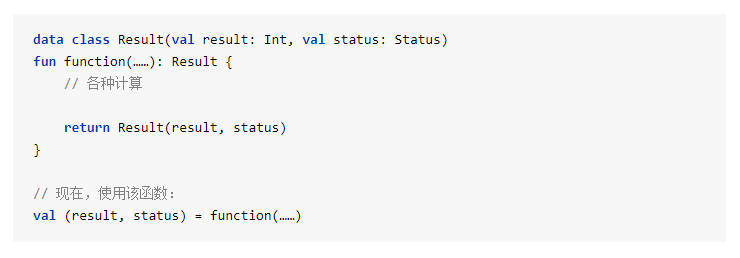 data class Result(val result: Int, val status: Status)
fun function(……): Result {
    // 各种计算

    return Result(result, status)
}

// 现在，使用该函数：
val (result, status) = function(……)